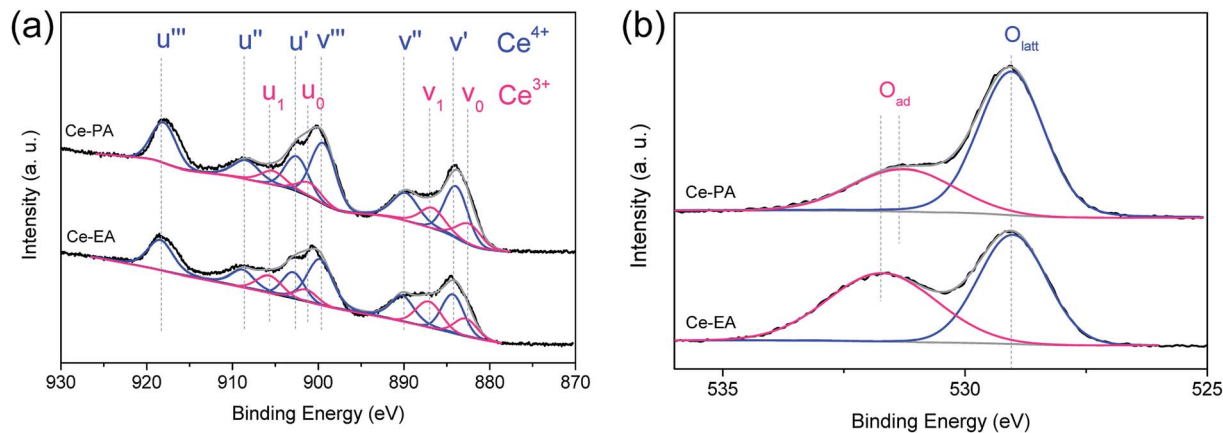 (a)
u''' u'' u' v''' v'' v' Ce4+
u1 u0 v1 v0 Ce3+
Ce-PA
Ce-EA
Intensity (a. u.)
930 920 910 900 890 880 870
Binding Energy (eV)
(b)
Olatt
Oad
Ce-PA
Ce-EA
Intensity (a. u.)
535 530 525
Binding Energy (eV)